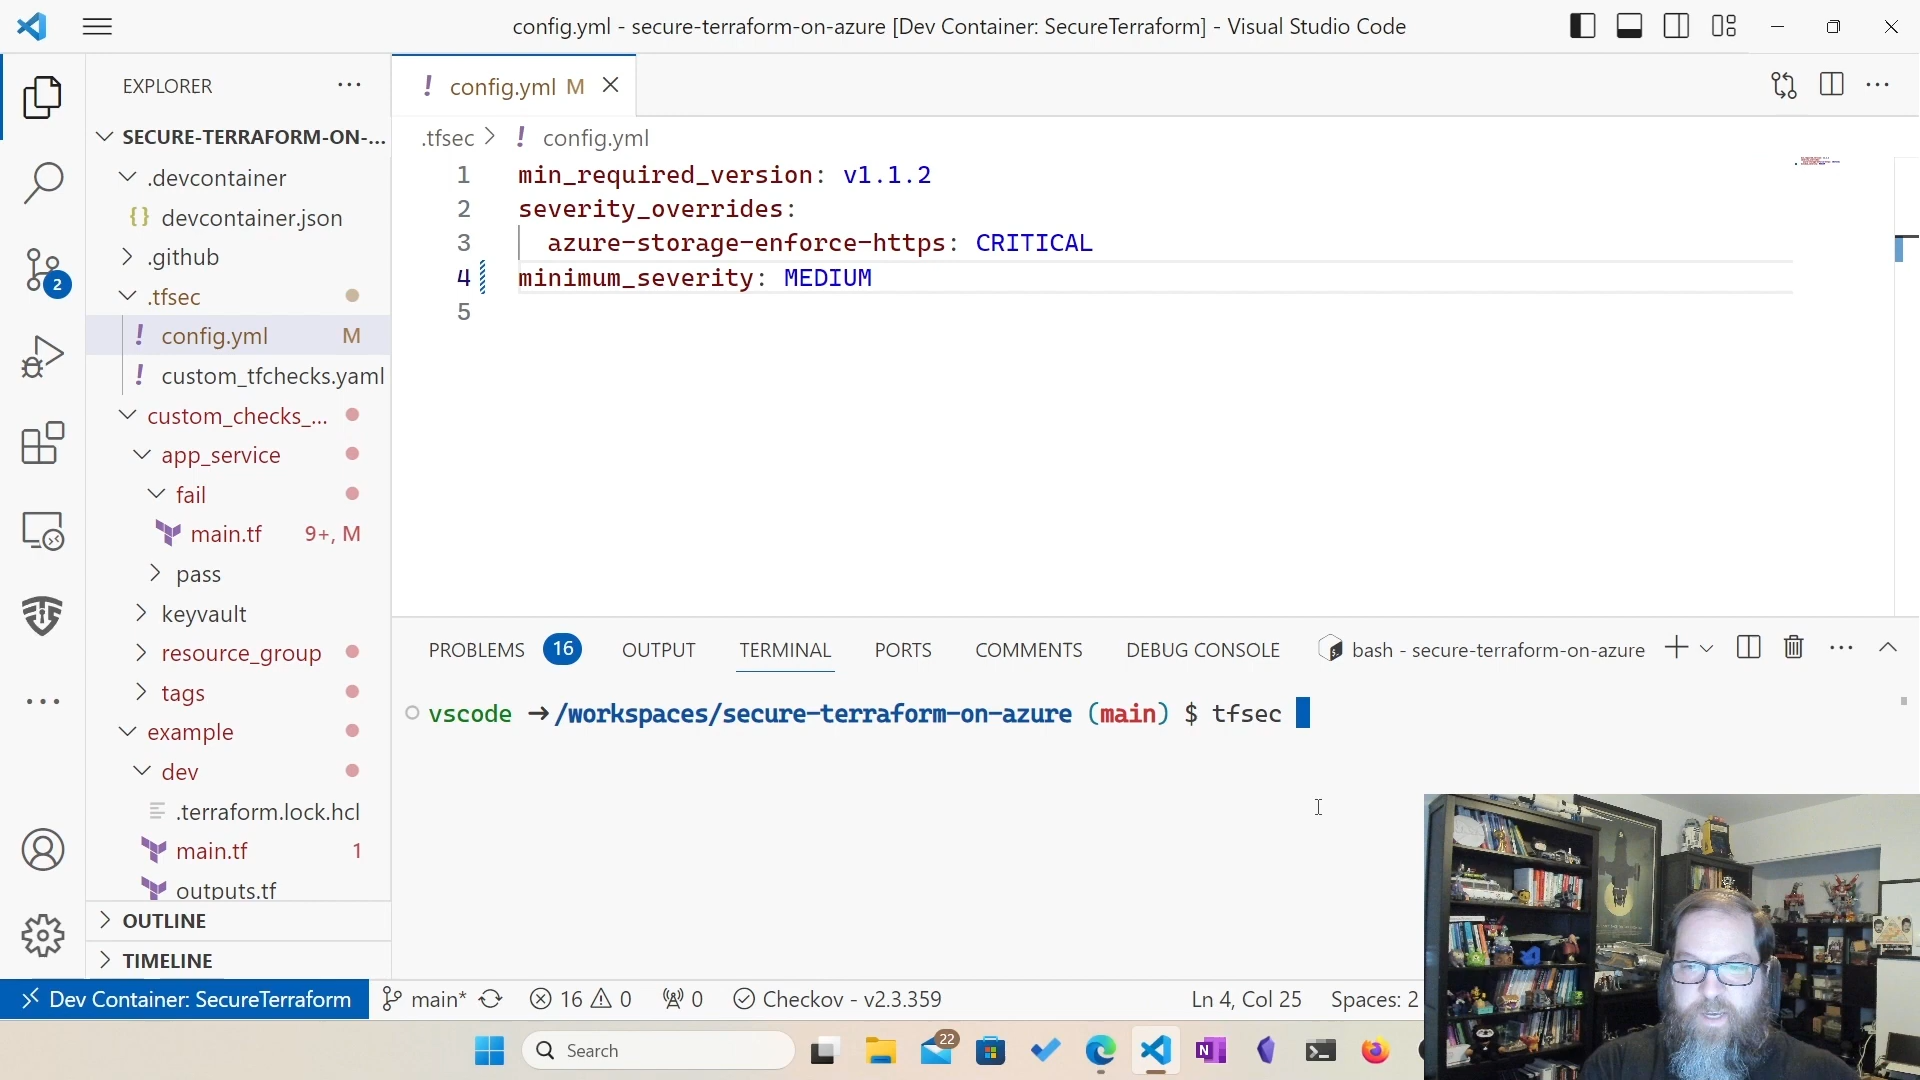 config.yml - secure-terraform-on-azure [Dev Container: SecureTerraform] - Visual Studio Code
EXPLORER
SECURE-TERRAFORM-ON-...
.devcontainer
{} devcontainer.json
.github
.tfsec
! config.yml M
! custom_tfchecks.yaml
custom_checks_...
app_service
fail
main.tf 9+, M
pass
keyvault
resource_group
tags
example
dev
.terraform.lock.hcl
main.tf 1
outputs.tf
OUTLINE
TIMELINE
2
! config.yml M
.tfsec > ! config.yml
1 min_required_version: v1.1.2
2 severity_overrides:
3 azure-storage-enforce-https: CRITICAL
4 minimum_severity: MEDIUM
5
PROBLEMS 16 OUTPUT TERMINAL PORTS COMMENTS DEBUG CONSOLE bash - secure-terraform-on-azure
vscode ➜/workspaces/secure-terraform-on-azure (main) $ tfsec
Dev Container: SecureTerraform main* 16 0 0 Checkov - v2.3.359 Ln 4, Col 25 Spaces: 2
Search 22